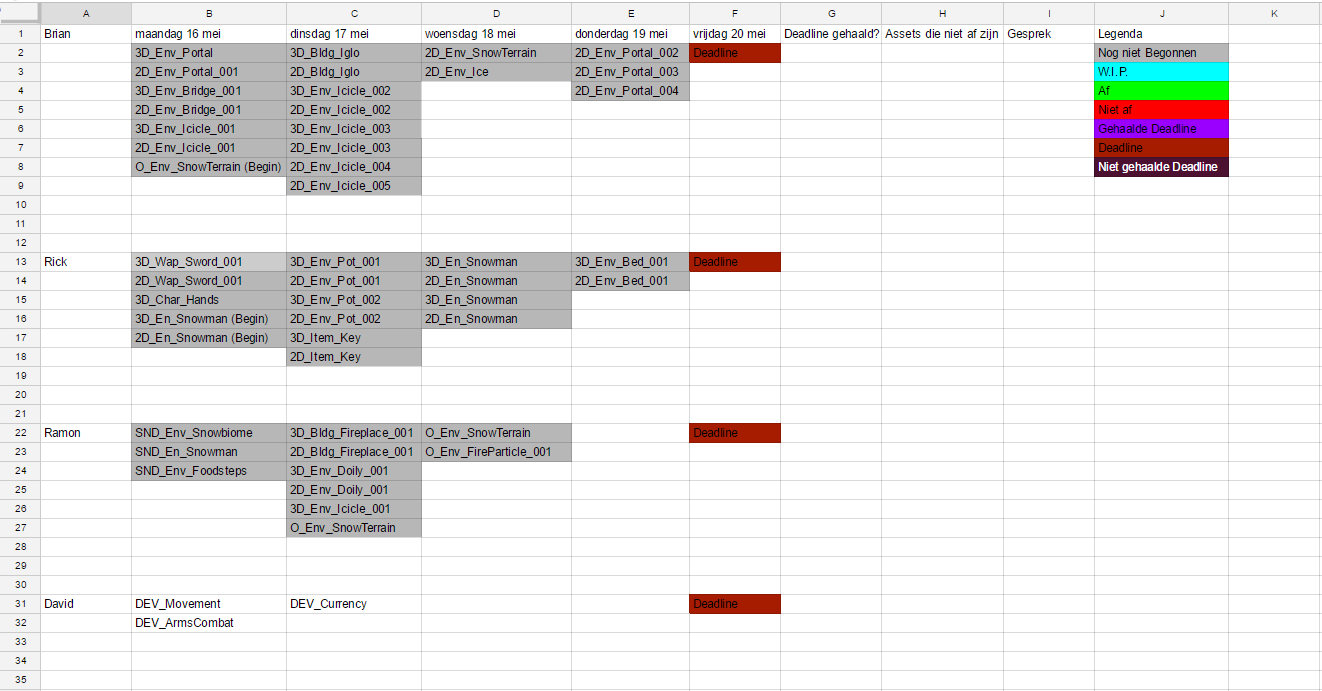 A B C D E F G H I J K
1 Brian maandag 16 mei dinsdag 17 mei woensdag 18 mei donderdag 19 mei vrijdag 20 mei Deadline gehaald? Assets die niet af zijn Gesprek Legenda
2 3D_Env_Portal 3D_Bldg_Iglo 2D_Env_SnowTerrain 2D_Env_Portal_002 Deadline Nog niet Begonnen
3 2D_Env_Portal_001 2D_Bldg_Iglo 2D_Env_Ice 2D_Env_Portal_003 W.I.P.
4 3D_Env_Bridge_001 3D_Env_Icicle_002 2D_Env_Portal_004 Af
5 2D_Env_Bridge_001 2D_Env_Icicle_002 Niet af
6 3D_Env_Icicle_001 3D_Env_Icicle_003 Gehaalde Deadline
7 2D_Env_Icicle_001 2D_Env_Icicle_003 Deadline
8 O_Env_SnowTerrain (Begin) 2D_Env_Icicle_004 Niet gehaalde Deadline
9 2D_Env_Icicle_005
10
11
12
13 Rick 3D_Wap_Sword_001 3D_Env_Pot_001 3D_En_Snowman 3D_Env_Bed_001 Deadline
14 2D_Wap_Sword_001 2D_Env_Pot_001 2D_En_Snowman 2D_Env_Bed_001
15 3D_Char_Hands 3D_Env_Pot_002 3D_En_Snowman
16 3D_En_Snowman (Begin) 2D_Env_Pot_002 2D_En_Snowman
17 2D_En_Snowman (Begin) 3D_Item_Key
18 2D_Item_Key
19
20
21
22 Ramon SND_Env_Snowbiome 3D_Bldg_Fireplace_001 O_Env_SnowTerrain Deadline
23 SND_En_Snowman 2D_Bldg_Fireplace_001 O_Env_FireParticle_001
24 SND_Env_Foodsteps 3D_Env_Doily_001
25 2D_Env_Doily_001
26 3D_Env_Icicle_001
27 O_Env_SnowTerrain
28
29
30
31 David DEV_Movement DEV_Currency Deadline
32 DEV_ArmsCombat
33
34
35